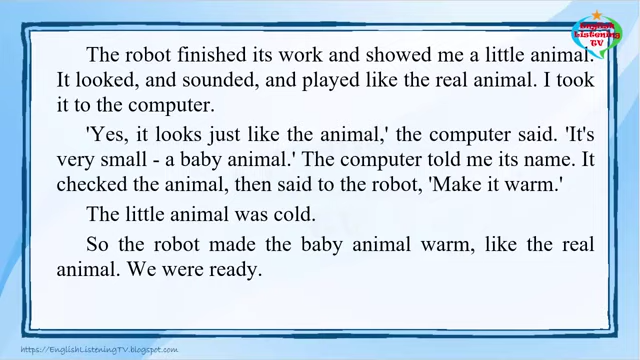 English
Listening
TV
The robot finished its work and showed me a little animal.
It looked, and sounded, and played like the real animal. I took
it to the computer.
'Yes, it looks just like the animal,' the computer said. 'It's
very small - a baby animal.' The computer told me its name. It
checked the animal, then said to the robot, 'Make it warm.'
The little animal was cold.
So the robot made the baby animal warm, like the real
animal. We were ready.
https://EnglishListeningTV.blogspot.com